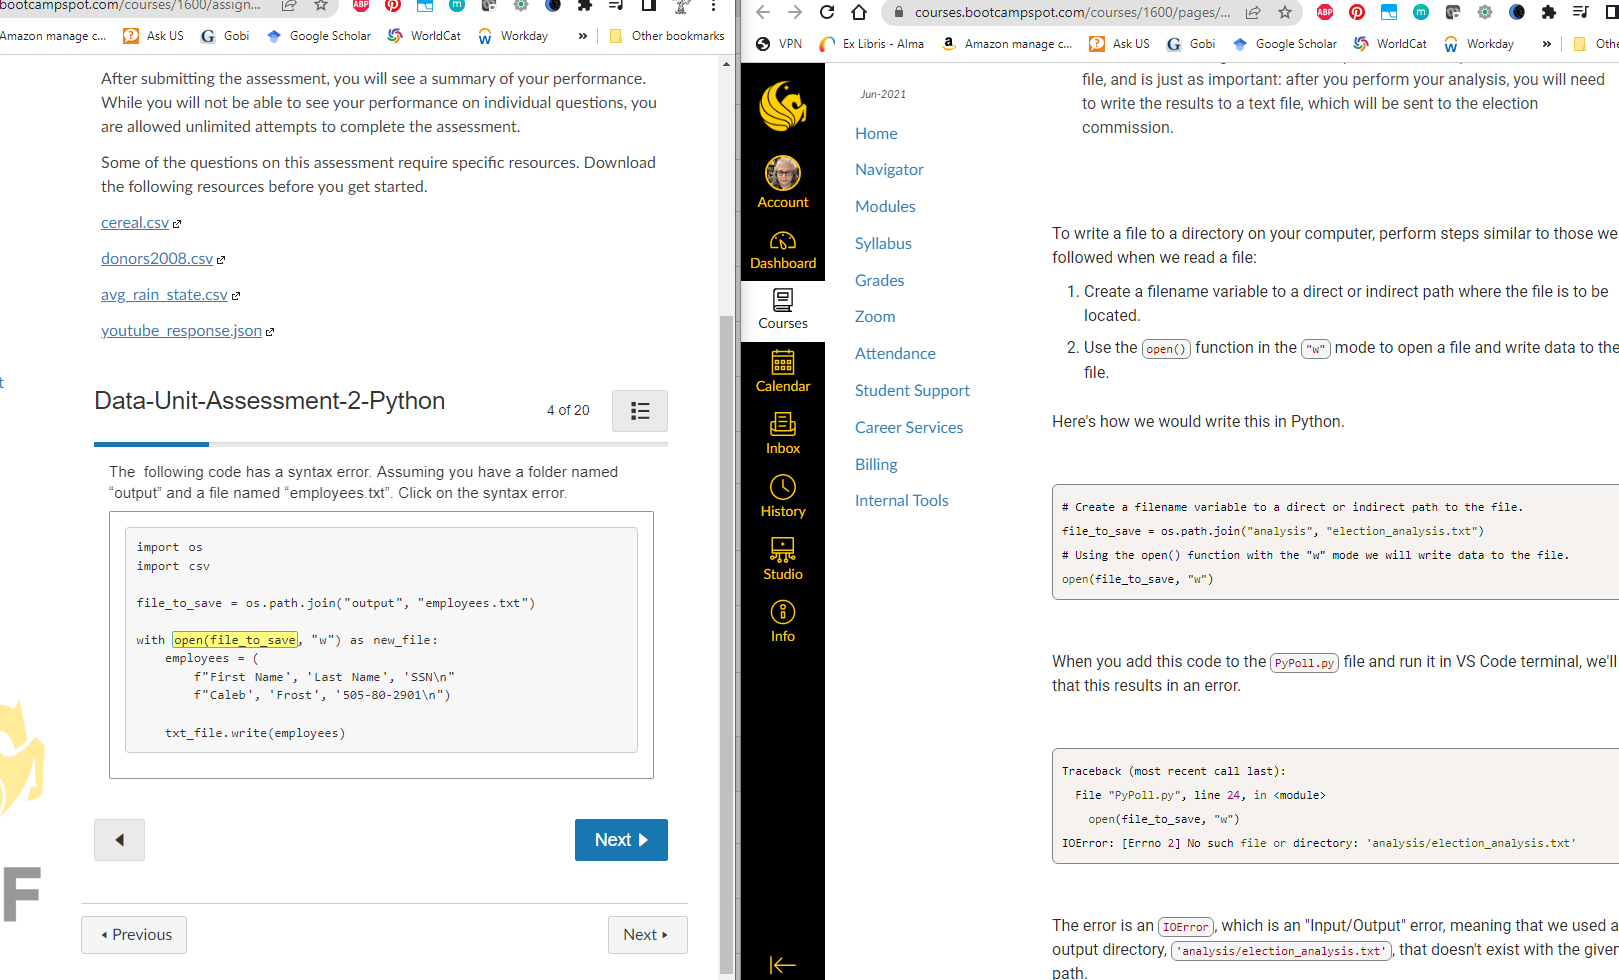 bootcampspot.com/courses/1600/assign...
Amazon manage c...
Ask US
Gobi
Google Scholar
WorldCat
Workday
»
Other bookmarks
After submitting the assessment, you will see a summary of your performance.
While you will not be able to see your performance on individual questions, you
are allowed unlimited attempts to complete the assessment.
Some of the questions on this assessment require specific resources. Download
the following resources before you get started.
cereal.csv
donors2008.csv
avg_rain_state.csv
youtube_response.json
t
Data-Unit-Assessment-2-Python
4 of 20
The following code has a syntax error. Assuming you have a folder named
“output” and a file named “employees.txt”. Click on the syntax error.
import os
import csv
file_to_save = os.path.join("output", "employees.txt")
with open(file_to_save, "w") as new_file:
employees = (
f"First Name', 'Last Name', 'SSN\n"
f"Caleb', 'Frost', '505-80-2901\n")
txt_file.write(employees)
Next
F
Previous
Next
courses.bootcampspot.com/courses/1600/pages/...
ABP
VPN
Ex Libris - Alma
Amazon manage c...
Ask US
Gobi
Google Scholar
WorldCat
Workday
»
Othe
Account
Dashboard
Courses
Calendar
Inbox
History
Studio
Info
Jun-2021
Home
Navigator
Modules
Syllabus
Grades
Zoom
Attendance
Student Support
Career Services
Billing
Internal Tools
file, and is just as important: after you perform your analysis, you will need
to write the results to a text file, which will be sent to the election
commission.
To write a file to a directory on your computer, perform steps similar to those we
followed when we read a file:
1. Create a filename variable to a direct or indirect path where the file is to be
located.
2. Use the open() function in the "w" mode to open a file and write data to the
file.
Here's how we would write this in Python.
# Create a filename variable to a direct or indirect path to the file.
file_to_save = os.path.join("analysis", "election_analysis.txt")
# Using the open() function with the "w" mode we will write data to the file.
open(file_to_save, "w")
When you add this code to the PyPoll.py file and run it in VS Code terminal, we'll
that this results in an error.
Traceback (most recent call last):
File "PyPoll.py", line 24, in <module>
open(file_to_save, "w")
IOError: [Errno 2] No such file or directory: 'analysis/election_analysis.txt'
The error is an IOError, which is an "Input/Output" error, meaning that we used a
output directory, 'analysis/election_analysis.txt', that doesn't exist with the given
path.